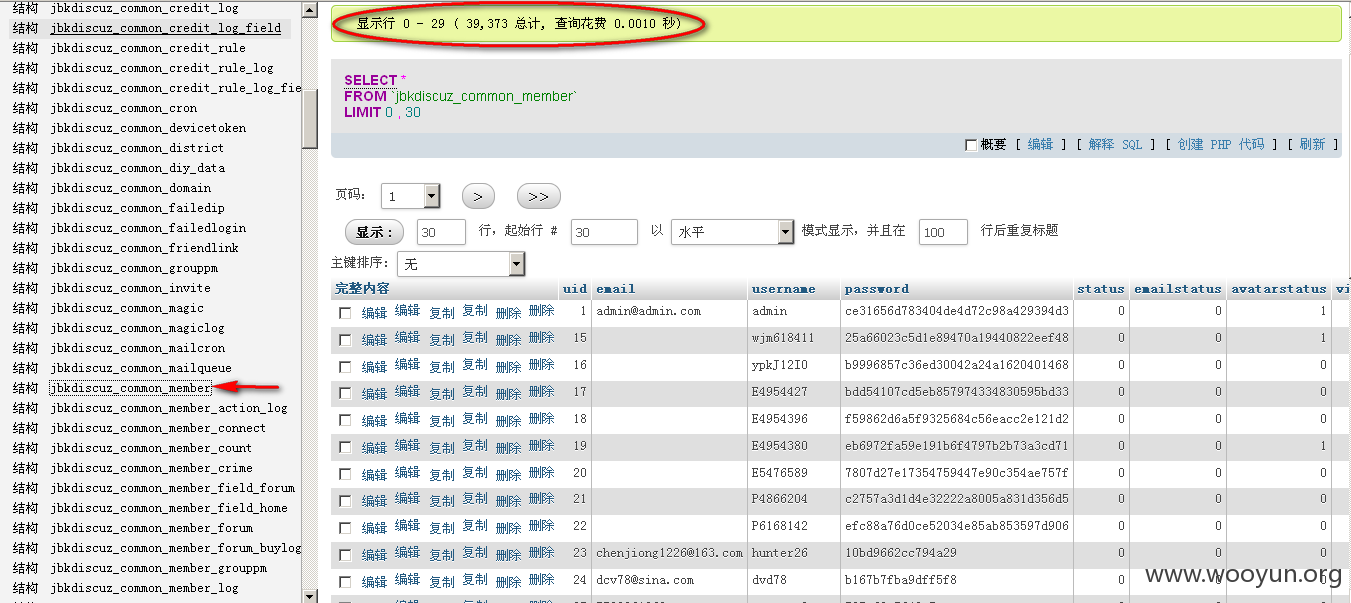 结构 jbkdiscuz_common_credit_log
结构 jbkdiscuz_common_credit_log_field
结构 jbkdiscuz_common_credit_rule
结构 jbkdiscuz_common_credit_rule_log
结构 jbkdiscuz_common_credit_rule_log_fie
结构 jbkdiscuz_common_cron
结构 jbkdiscuz_common_devicetoken
结构 jbkdiscuz_common_district
结构 jbkdiscuz_common_diy_data
结构 jbkdiscuz_common_domain
结构 jbkdiscuz_common_failedip
结构 jbkdiscuz_common_failedlogin
结构 jbkdiscuz_common_friendlink
结构 jbkdiscuz_common_grouppm
结构 jbkdiscuz_common_invite
结构 jbkdiscuz_common_magic
结构 jbkdiscuz_common_magiclog
结构 jbkdiscuz_common_mailcron
结构 jbkdiscuz_common_mailqueue
结构 jbkdiscuz_common_member
结构 jbkdiscuz_common_member_action_log
结构 jbkdiscuz_common_member_connect
结构 jbkdiscuz_common_member_count
结构 jbkdiscuz_common_member_crime
结构 jbkdiscuz_common_member_field_forum
结构 jbkdiscuz_common_member_field_home
结构 jbkdiscuz_common_member_forum
结构 jbkdiscuz_common_member_forum_buylog
结构 jbkdiscuz_common_member_grouppm
结构 jbkdiscuz_common_member_log
显示行 0 - 29 ( 39,373 总计, 查询花费 0.0010 秒)
SELECT *
FROM `jbkdiscuz_common_member`
LIMIT 0 , 30
概要 [ 编辑 ] [ 解释 SQL ] [ 创建 PHP 代码 ] [ 刷新 ]
页码: 1 > >>
显示 : 30 行, 起始行 # 30 以 水平 模式显示, 并且在 100 行后重复标题
主键排序: 无
完整内容 uid email username password status emailstatus avatarstatus vi
编辑 编辑 复制 复制 删除 删除 1 admin@admin.com admin ce31656d783404de4d72c98a429394d3 0 0 1
编辑 编辑 复制 复制 删除 删除 15 wjm618411 25a66023c5d1e89470a19440822eef48 0 0 1
编辑 编辑 复制 复制 删除 删除 16 ypkJ12I0 b9996857c36ed30042a24a1620401468 0 0 0
编辑 编辑 复制 复制 删除 删除 17 E4954427 bdd54107cd5eb857974334830595bd33 0 0 0
编辑 编辑 复制 复制 删除 删除 18 E4954396 f59862d6a5f9325684c56eacc2e121d2 0 0 0
编辑 编辑 复制 复制 删除 删除 19 E4954380 eb6972fa59e191b6f4797b2b73a3cd71 0 0 1
编辑 编辑 复制 复制 删除 删除 20 E5476589 7807d27e17354759447e90c354ae757f 0 0 0
编辑 编辑 复制 复制 删除 删除 21 P4866204 c2757a3d1d4e32222a8005a831d356d5 0 0 0
编辑 编辑 复制 复制 删除 删除 22 P6168142 efc88a76d0ce52034e85ab853597d906 0 0 0
编辑 编辑 复制 复制 删除 删除 23 chenjiong1226@163.com hunter26 10bd9662cc794a29 0 0 0
编辑 编辑 复制 复制 删除 删除 24 dcv78@sina.com dvd78 b167b7fba9dff5f8 0
www.wooyun.org